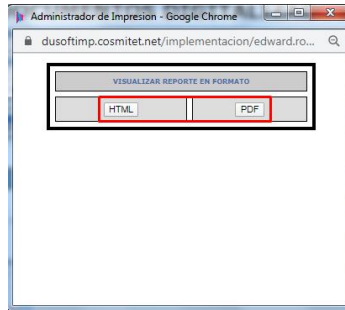 Administrador de Impresion - Google Chrome
dusoftimp.cosmitet.net/implementacion/edward.ro...
VISUALIZAR REPORTE EN FORMATO
HTML PDF